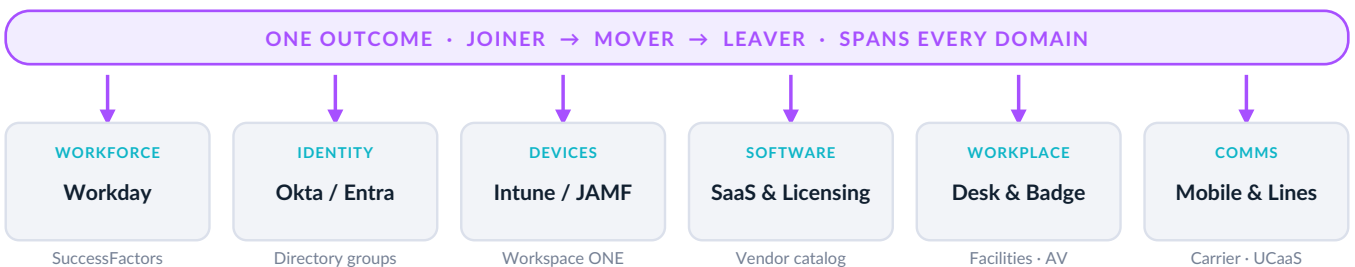 ONE OUTCOME · JOINER → MOVER → LEAVER · SPANS EVERY DOMAIN
WORKFORCE
Workday
SuccessFactors
IDENTITY
Okta / Entra
Directory groups
DEVICES
Intune / JAMF
Workspace ONE
SOFTWARE
SaaS & Licensing
Vendor catalog
WORKPLACE
Desk & Badge
Facilities · AV
COMMS
Mobile & Lines
Carrier · UCaaS